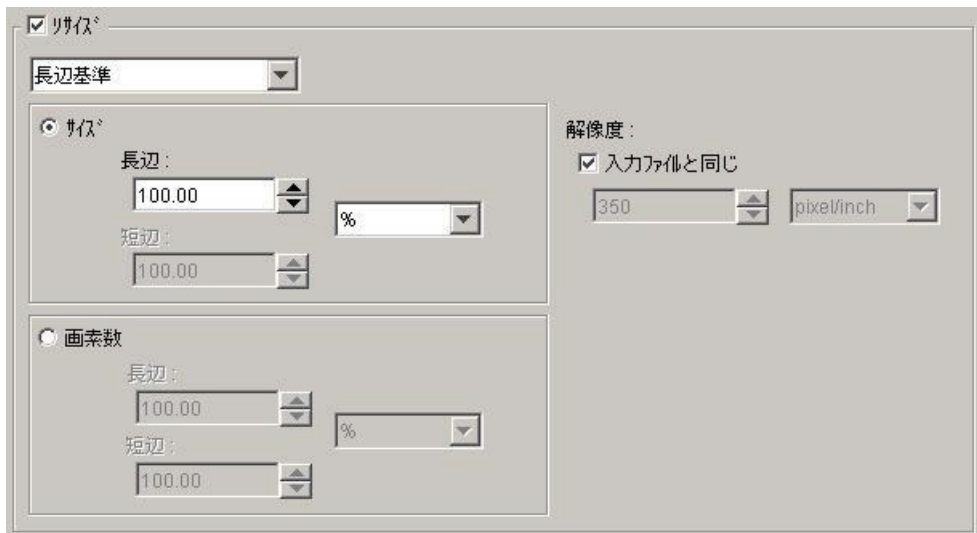 ﾘｻｲｽﾞ
長辺基準
ｻｲｽﾞ
長辺:
100.00
%
短辺:
100.00
解像度:
入力ﾌｧｲﾙと同じ
350
pixel/inch
画素数
長辺:
100.00
%
短辺:
100.00